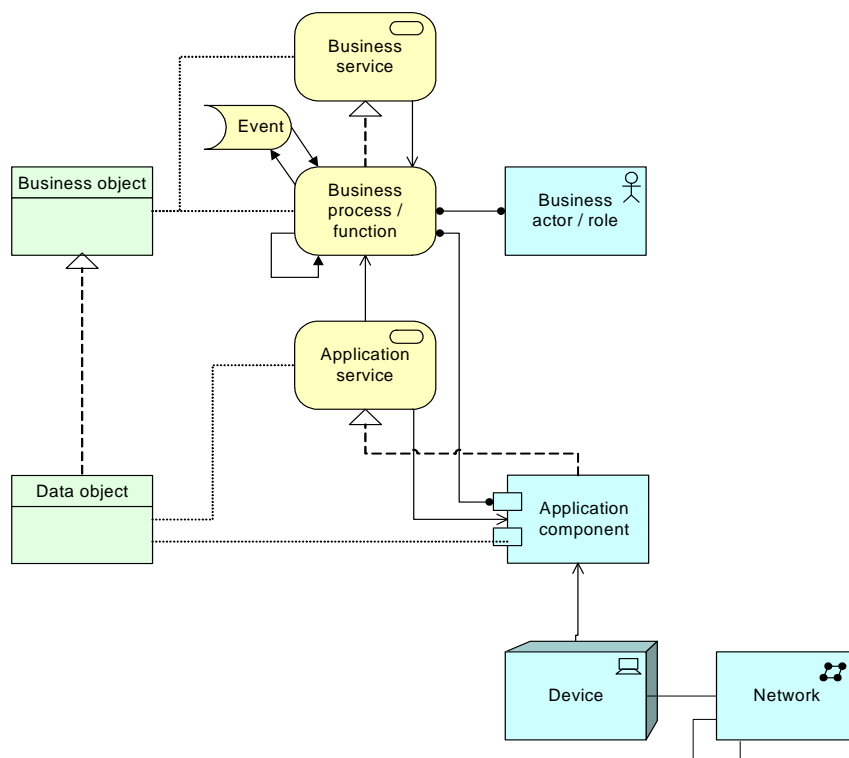 Business
service
Event
Business object
Business
process /
function
Business
actor / role
Application
service
Data object
Application
component
Device
Network